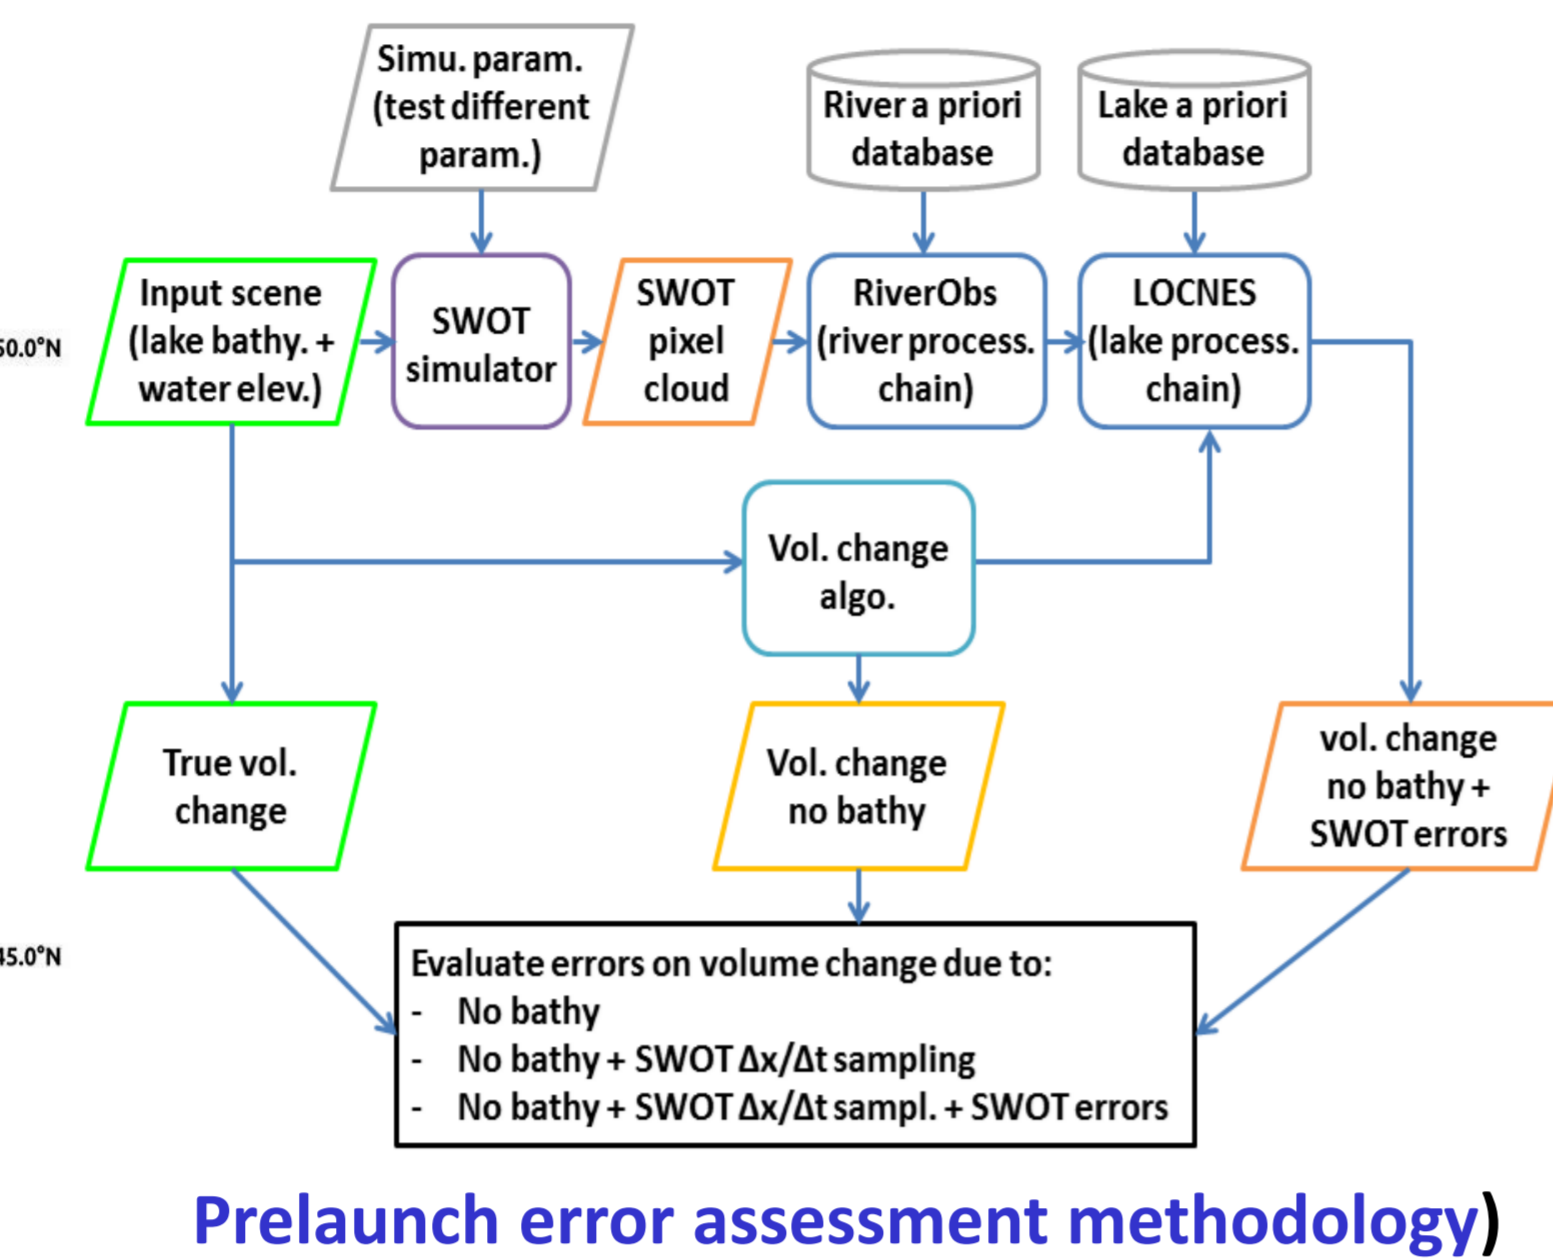 Simu. param.
(test different
param.)
River a priori
database
Lake a priori
database
Input scene
(lake bathy. +
water elev.)
SWOT
simulator
SWOT
pixel
cloud
RiverObs
(river process.
chain)
LOCNES
(lake process.
chain)
50.0°N
Vol. change
algo.
True vol.
change
Vol. change
no bathy
vol. change
no bathy +
SWOT errors
45.0°N
Evaluate errors on volume change due to:
- No bathy
- No bathy + SWOT Δx/Δt sampling
- No bathy + SWOT Δx/Δt sampl. + SWOT errors
Prelaunch error assessment methodology)